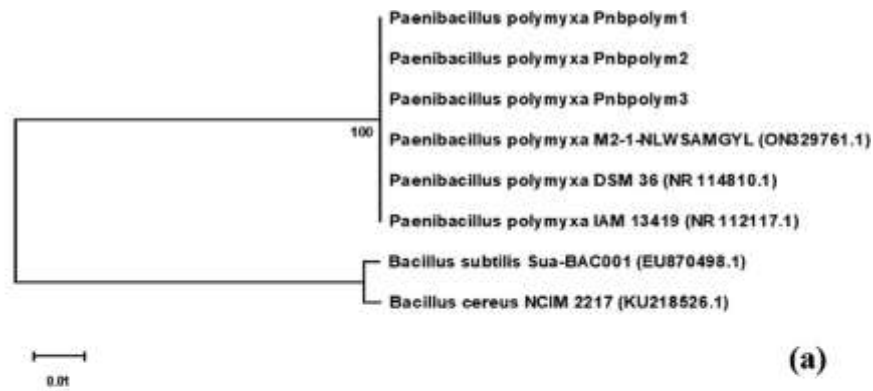 Paenibacillus polymyxa Pnbpolym1
Paenibacillus polymyxa Pnbpolym2
Paenibacillus polymyxa Pnbpolym3
100
Paenibacillus polymyxa M2-1-NLWSAMGYL (ON329761.1)
Paenibacillus polymyxa DSM 36 (NR 114810.1)
Paenibacillus polymyxa IAM 13419 (NR 112117.1)
Bacillus subtilis Sua-BAC001 (EU870498.1)
Bacillus cereus NCIM 2217 (KU218526.1)
(a)
0.01